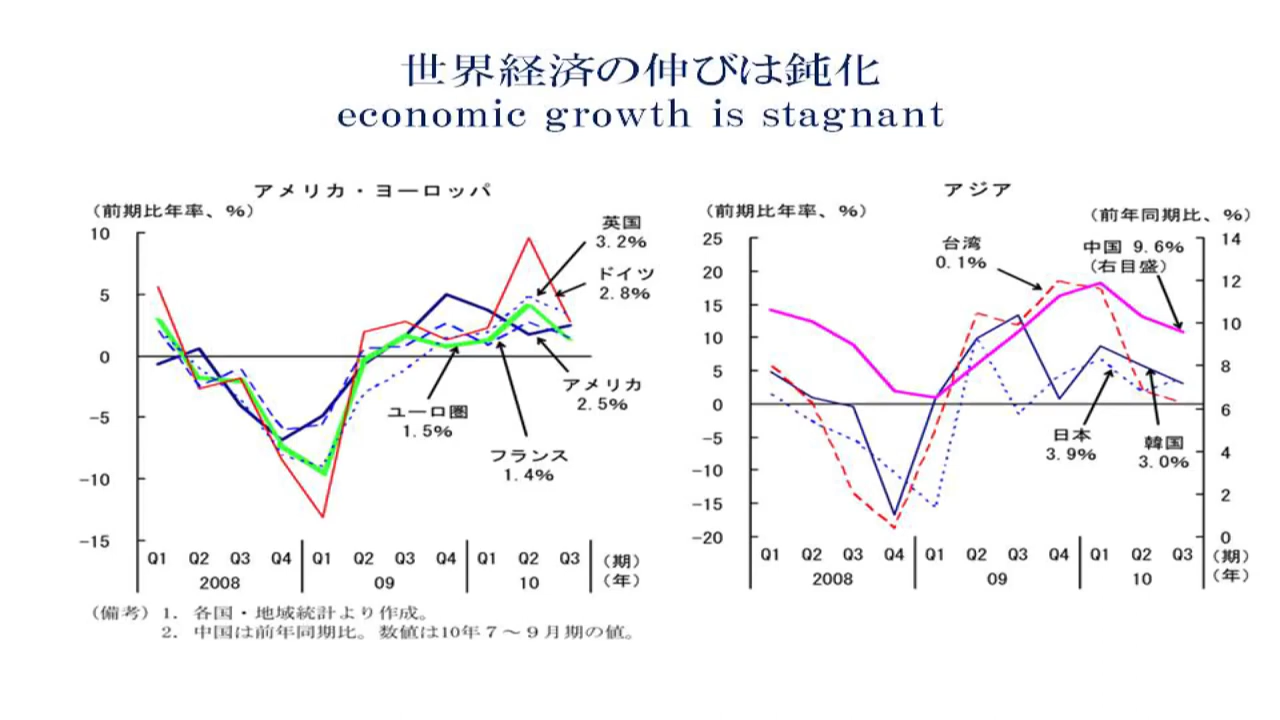 世界経済の伸びは鈍化
economic growth is stagnant
アメリカ・ヨーロッパ
（前期比年率、%）
10
5
0
−5
−10
−15
英国
3.2%
ドイツ
2.8%
アメリカ
2.5%
ユーロ圏
1.5%
フランス
1.4%
Q1 Q2 Q3 Q4 Q1 Q2 Q3 Q4 Q1 Q2 Q3 （期）
2008 09 10 （年）
アジア
（前期比年率、%）
（前年同期比、%）
25
20
15
10
5
0
−5
−10
−15
−20
台湾
0.1%
中国 9.6%
（右目盛）
日本
3.9%
韓国
3.0%
14
12
10
8
6
4
2
0
Q1 Q2 Q3 Q4 Q1 Q2 Q3 Q4 Q1 Q2 Q3 （期）
2008 09 10 （年）
（備考）1．各国・地域統計より作成。
2．中国は前年同期比。数値は10年７～９月期の値。